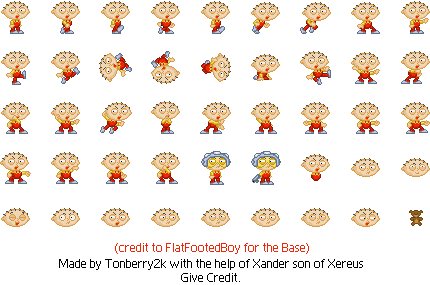 (credit to FlatFootedBoy for the Base)
Made by Tonberry2k with the help of Xander son of Xereus
Give Credit.